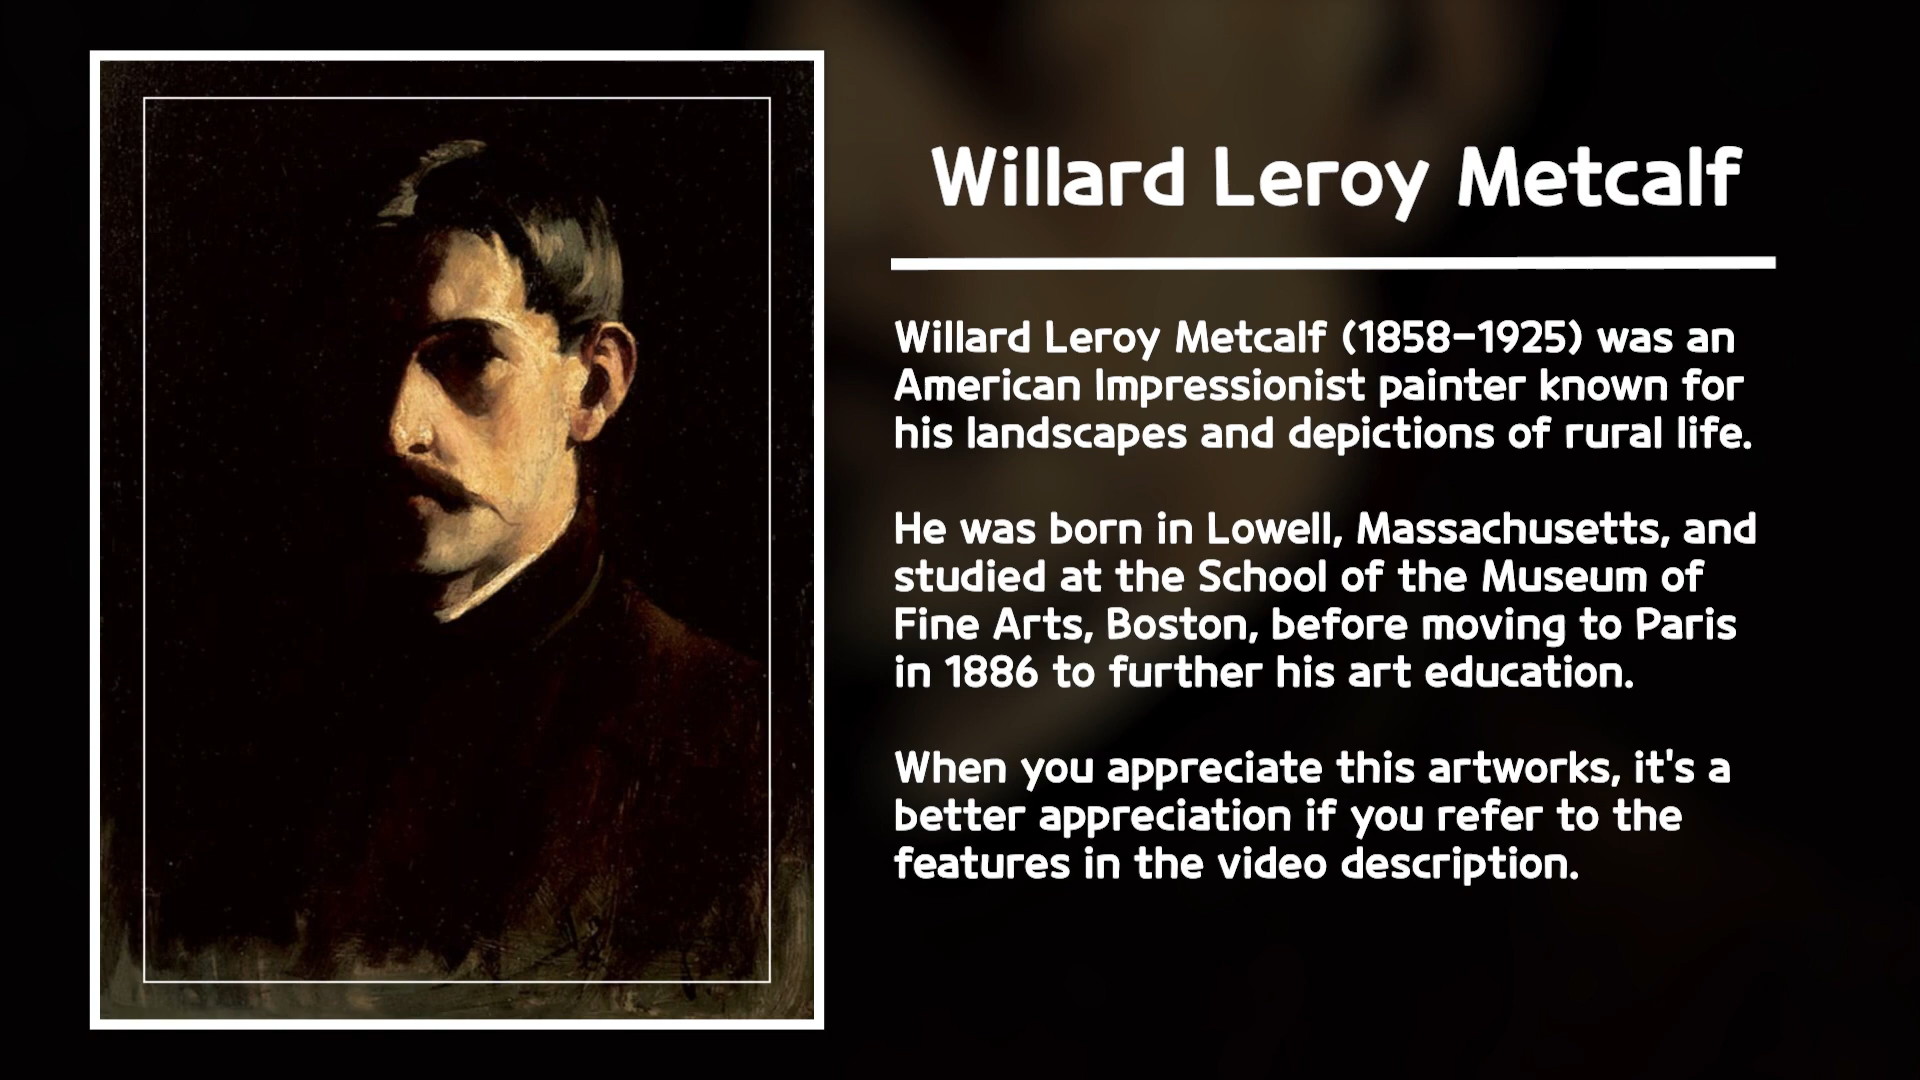 Willard Leroy Metcalf
Willard Leroy Metcalf (1858–1925) was an
American Impressionist painter known for
his landscapes and depictions of rural life.
He was born in Lowell, Massachusetts, and
studied at the School of the Museum of
Fine Arts, Boston, before moving to Paris
in 1886 to further his art education.
When you appreciate this artworks, it's a
better appreciation if you refer to the
features in the video description.